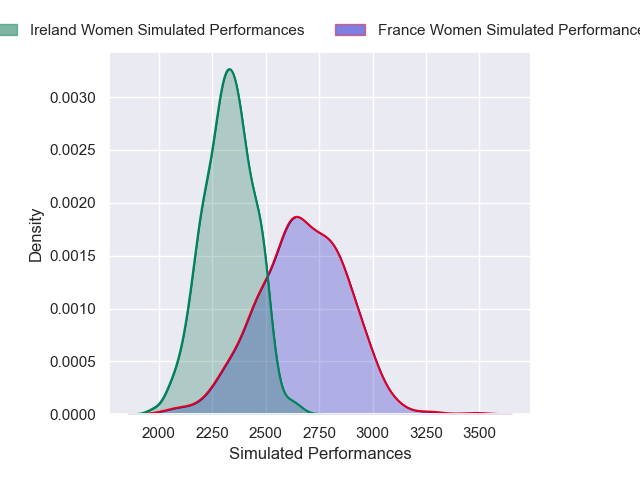 Ireland Women Simulated Performances France Women Simulated Performance
0.0030
0.0025
0.0020
0.0015
0.0010
0.0005
0.0000
Density
2000 2250 2500 2750 3000 3250 3500
Simulated Performances